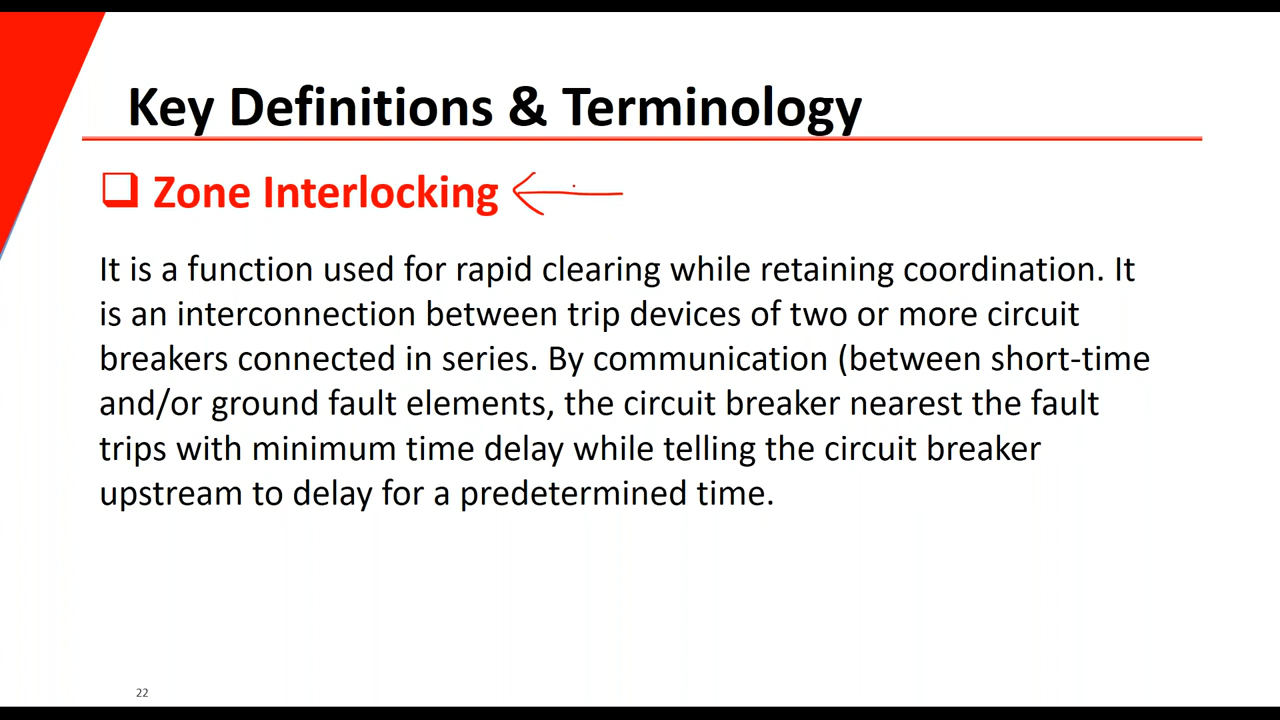 Key Definitions & Terminology
Zone Interlocking
It is a function used for rapid clearing while retaining coordination. It
is an interconnection between trip devices of two or more circuit
breakers connected in series. By communication (between short-time
and/or ground fault elements, the circuit breaker nearest the fault
trips with minimum time delay while telling the circuit breaker
upstream to delay for a predetermined time.
22